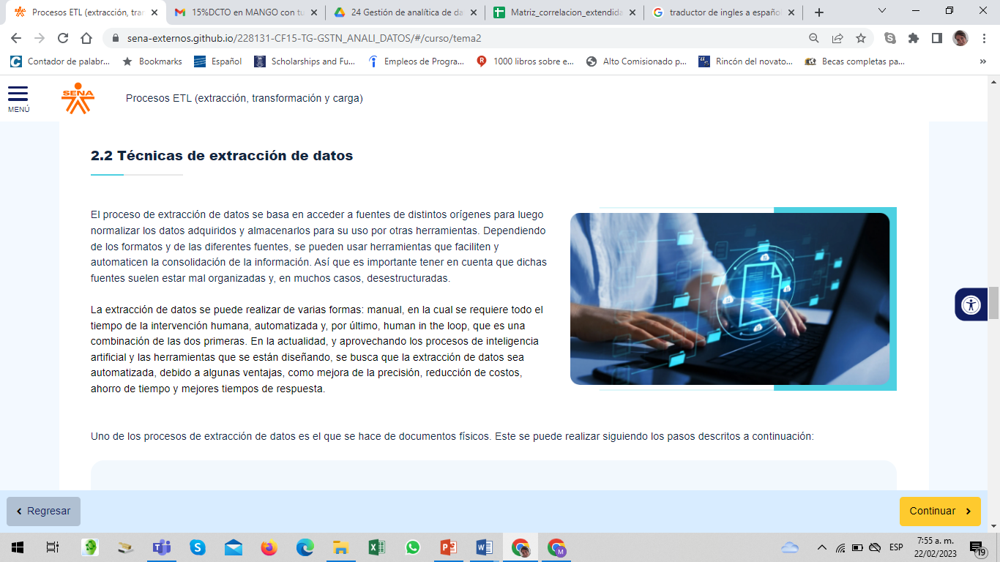 Procesos ETL (extracción, tra
15%DCTO en MANGO con tu
24 Gestión de analítica de da
Matriz_correlacion_extendida
traductor de ingles a español
sena-externos.github.io/228131-CF15-TG-GSTN_ANALI_DATOS/#/curso/tema2
Contador de palabr...
Bookmarks
Español
Scholarships and Fu...
Empleos de Progra...
1000 libros sobre e...
Alto Comisionado p...
Rincón del novato...
Becas completas pa...
»
MENÚ
SENA
Procesos ETL (extracción, transformación y carga)
2.2 Técnicas de extracción de datos
El proceso de extracción de datos se basa en acceder a fuentes de distintos orígenes para luego
normalizar los datos adquiridos y almacenarlos para su uso por otras herramientas. Dependiendo
de los formatos y de las diferentes fuentes, se pueden usar herramientas que faciliten y
automaticen la consolidación de la información. Así que es importante tener en cuenta que dichas
fuentes suelen estar mal organizadas y, en muchos casos, desestructuradas.
La extracción de datos se puede realizar de varias formas: manual, en la cual se requiere todo el
tiempo de la intervención humana, automatizada y, por último, human in the loop, que es una
combinación de las dos primeras. En la actualidad, y aprovechando los procesos de inteligencia
artificial y las herramientas que se están diseñando, se busca que la extracción de datos sea
automatizada, debido a algunas ventajas, como mejora de la precisión, reducción de costos,
ahorro de tiempo y mejores tiempos de respuesta.
Uno de los procesos de extracción de datos es el que se hace de documentos físicos. Este se puede realizar siguiendo los pasos descritos a continuación:
Regresar
Continuar
ESP
7:55 a. m.
22/02/2023
19